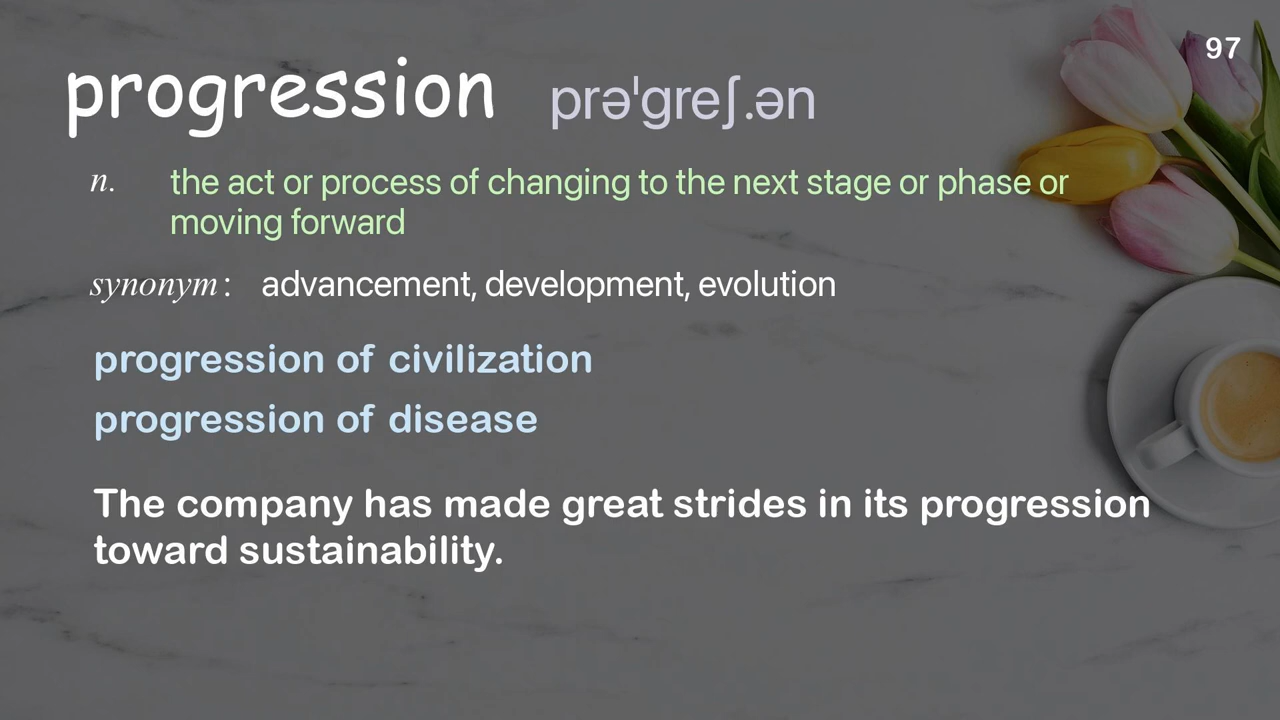 97
progression prəˈgreʃ.ən
n. the act or process of changing to the next stage or phase or
moving forward
synonym : advancement, development, evolution
progression of civilization
progression of disease
The company has made great strides in its progression
toward sustainability.